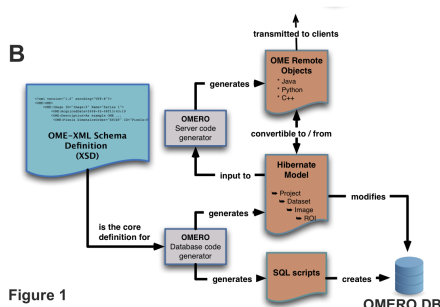 transmitted to clients
B
OME Remote
Objects
* Java
* Python
* C++
generates
OME-XML Schema
Definition
(XSD)
OMERO
Server code
generator
convertible to / from
input to
Hibernate
Model
Project
Dataset
Image
ROI
modifies
is the core
definition for
OMERO
Database code
generator
generates
generates
SQL scripts
creates
Figure 1
OMERO DB